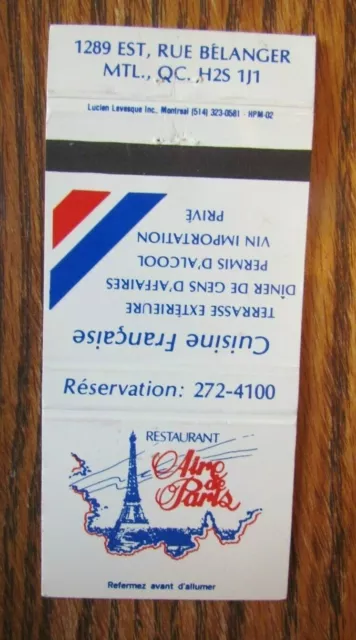 1289 EST, RUE BÉLANGER
MTL., QC. H2S 1J1
Lucien Levesque Inc. Montreal (514) 323-0581 · HPM-02
Cuisine Française
TERRASSE EXTÉRIEURE
DÎNER DE GENS D'AFFAIRES
PERMIS D'ALCOOL
VIN IMPORTATION
PRIVÉ
Réservation: 272-4100
RESTAURANT
Aire
de
Paris
Refermez avant d'allumer